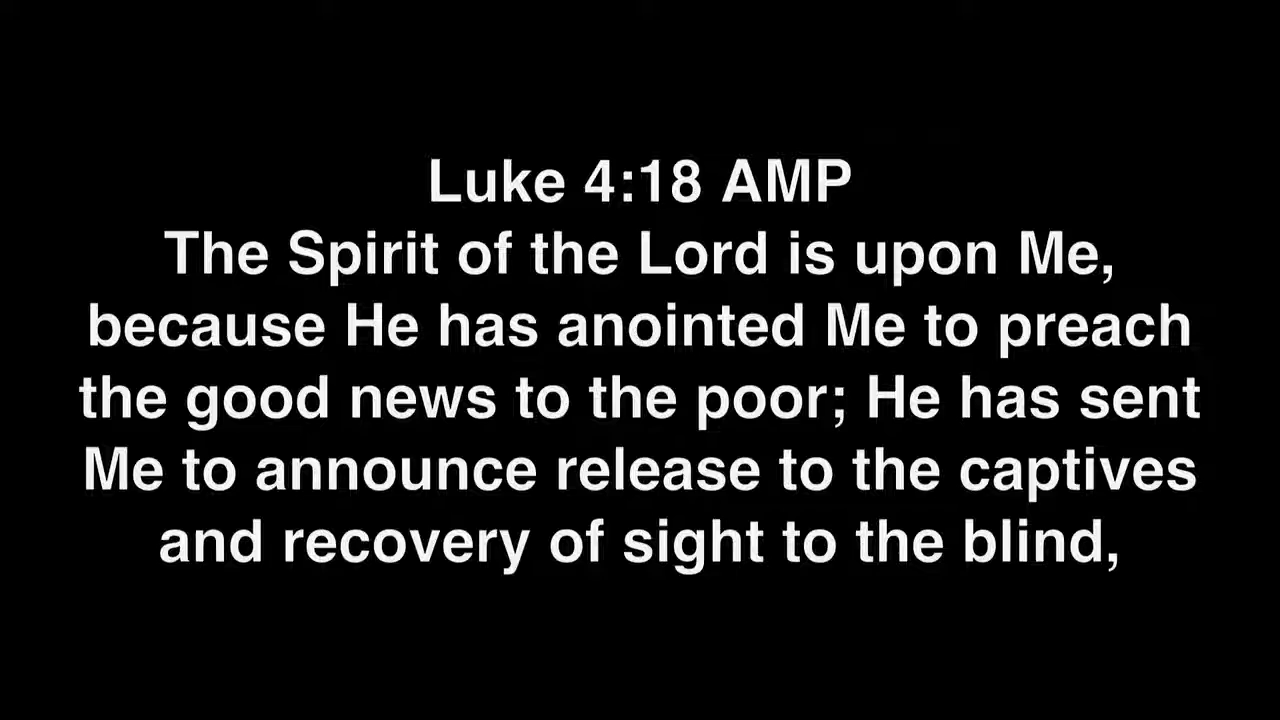 Luke 4:18 AMP
The Spirit of the Lord is upon Me,
because He has anointed Me to preach
the good news to the poor; He has sent
Me to announce release to the captives
and recovery of sight to the blind,